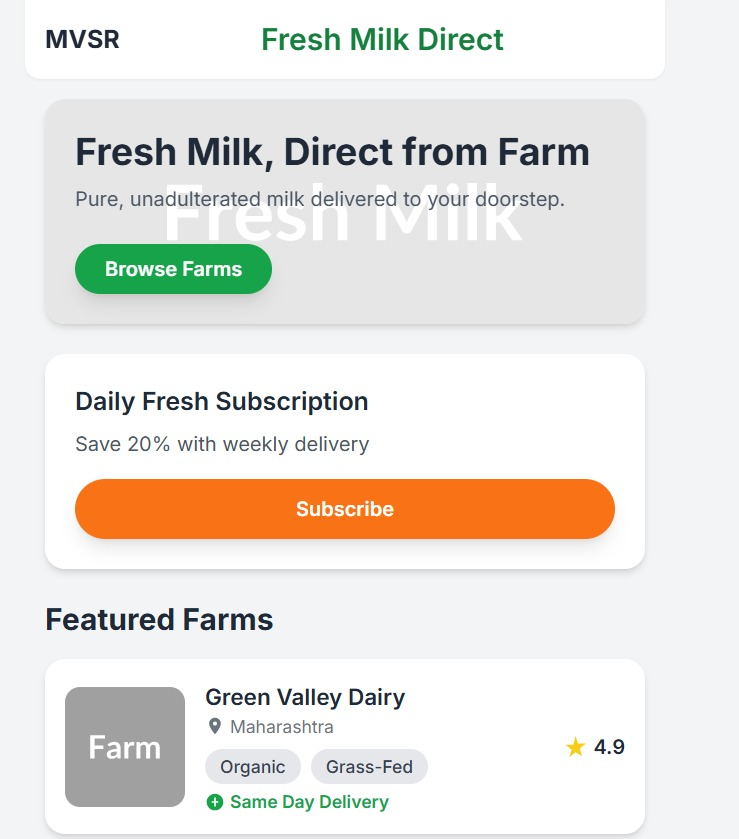 MVSR
Fresh Milk Direct
Fresh Milk, Direct from Farm
Pure, unadulterated milk delivered to your doorstep.
Fresh Milk
Browse Farms
Daily Fresh Subscription
Save 20% with weekly delivery
Subscribe
Featured Farms
Farm
Green Valley Dairy
Maharashtra
Organic Grass-Fed
Same Day Delivery
4.9